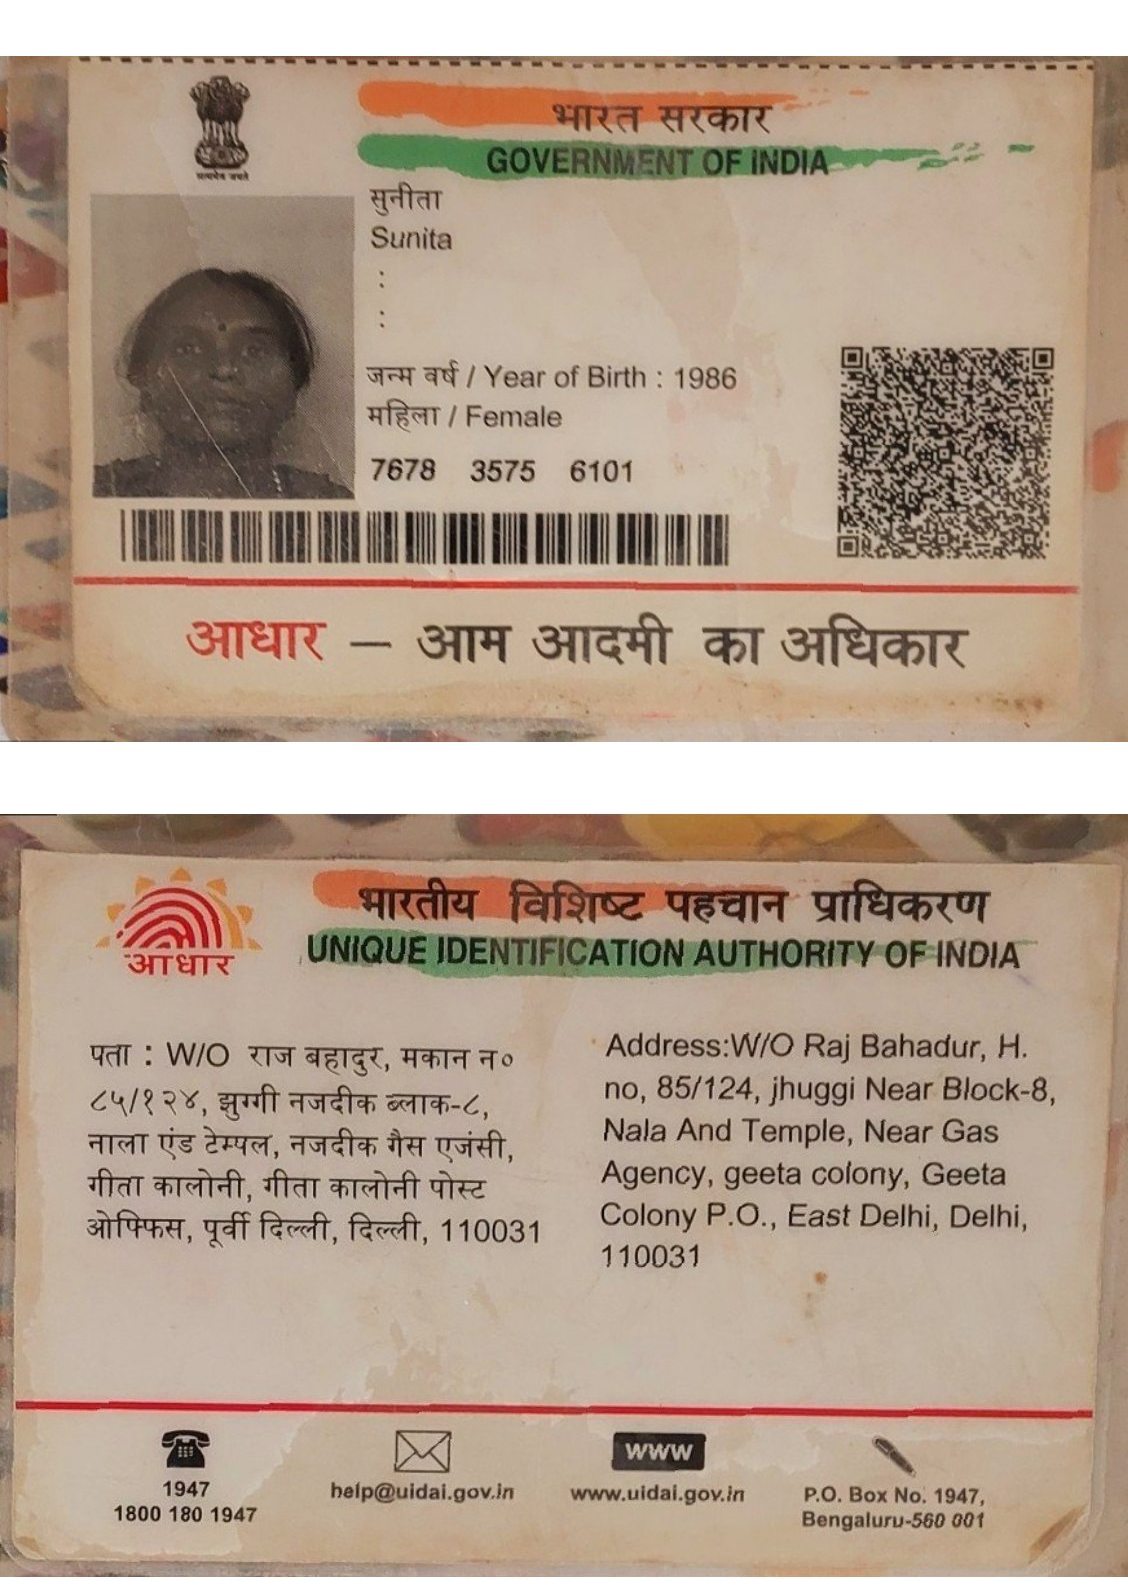 भारत सरकार
GOVERNMENT OF INDIA
सत्यमेव जयते
सुनीता
Sunita
:
:
जन्म वर्ष / Year of Birth : 1986
महिला / Female
7678 3575 6101
आधार – आम आदमी का अधिकार
भारतीय विशिष्ट पहचान प्राधिकरण
UNIQUE IDENTIFICATION AUTHORITY OF INDIA
आधार
पता : W/O राज बहादुर, मकान न०
८५/१२४, झुग्गी नजदीक ब्लाक-८,
नाला एंड टेम्पल, नजदीक गैस एजंसी,
गीता कालोनी, गीता कालोनी पोस्ट
ओफ्फिस, पूर्वी दिल्ली, दिल्ली, 110031
Address:W/O Raj Bahadur, H.
no, 85/124, jhuggi Near Block-8,
Nala And Temple, Near Gas
Agency, geeta colony, Geeta
Colony P.O., East Delhi, Delhi,
110031
1947
1800 180 1947
help@uidai.gov.in
www
www.uidai.gov.in
P.O. Box No. 1947,
Bengaluru-560 001